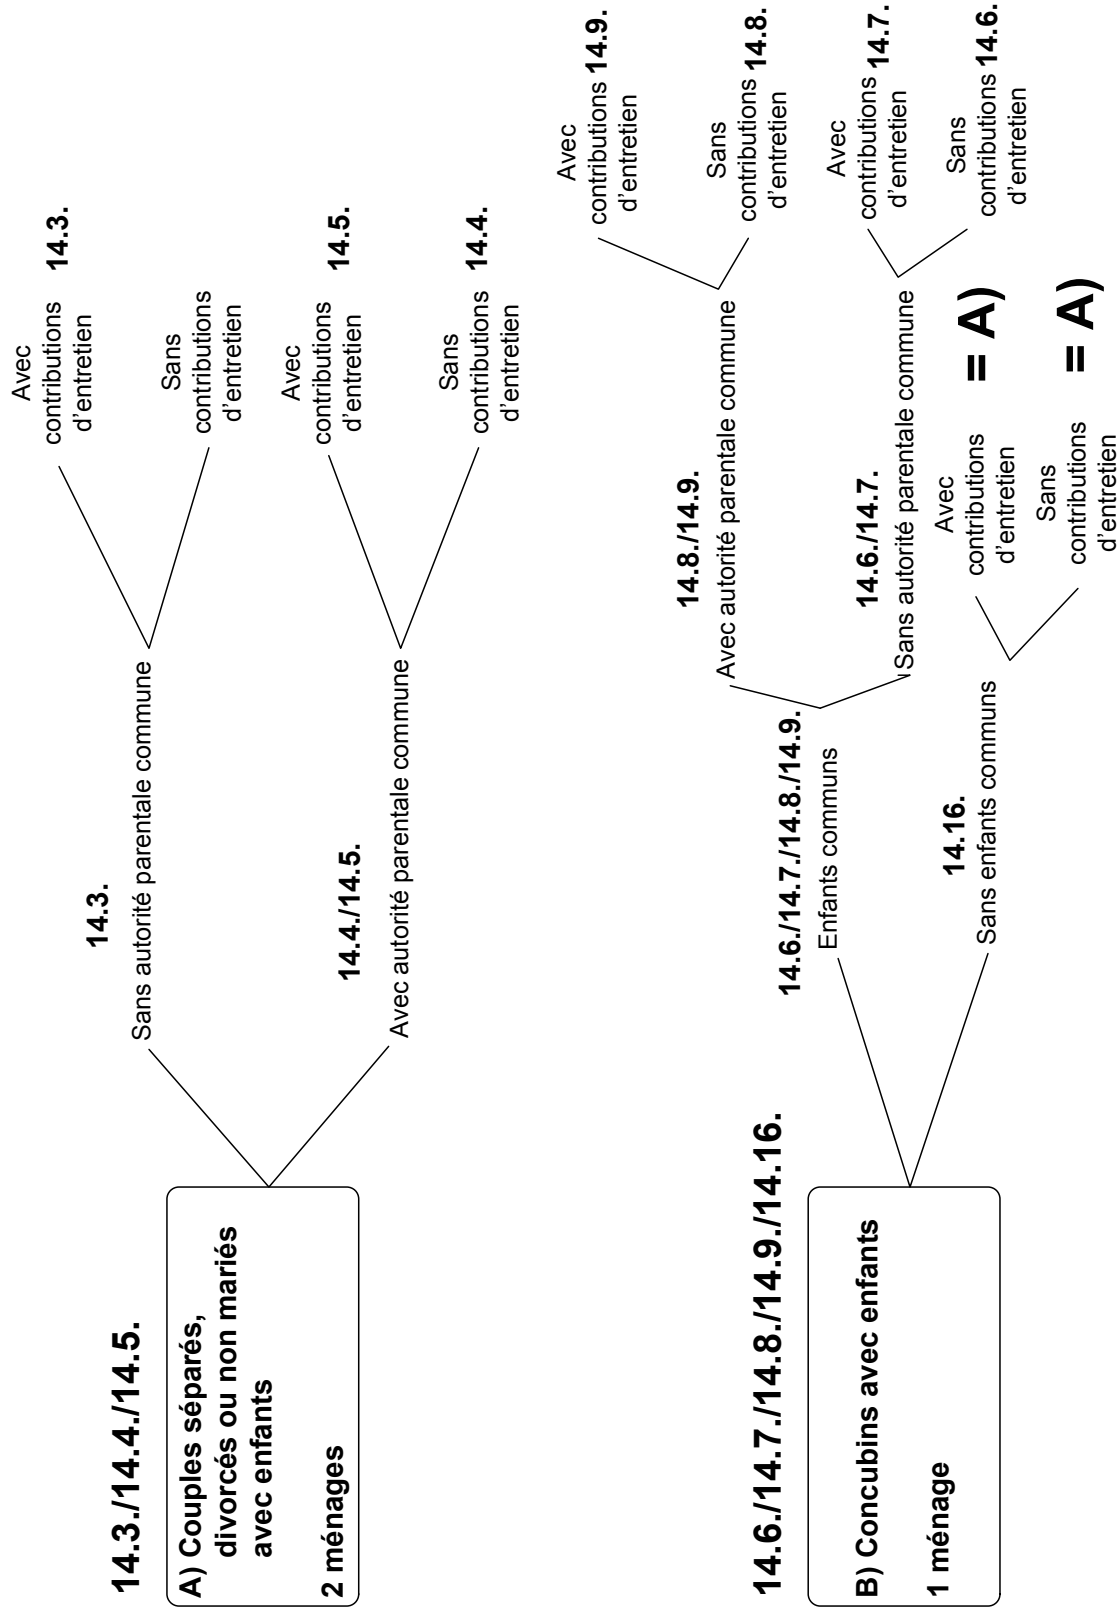 14.3./14.4./14.5.
A) Couples séparés,
divorcés ou non mariés
avec enfants
2 ménages
14.3.
Sans autorité parentale commune
Avec
contributions 14.3.
d'entretien
Sans
contributions
d'entretien
14.4./14.5.
Avec autorité parentale commune
Avec
contributions 14.5.
d'entretien
Sans
contributions 14.4.
d'entretien
14.6./14.7./14.8./14.9./14.16.
B) Concubins avec enfants
1 ménage
14.6./14.7./14.8./14.9.
Enfants communs
14.8./14.9.
Avec autorité parentale commune
Avec
contributions 14.9.
d'entretien
Sans
contributions 14.8.
d'entretien
14.6./14.7.
Sans autorité parentale commune
Avec
contributions 14.7.
d'entretien
Sans
contributions 14.6.
d'entretien
14.16.
Sans enfants communs
Avec
contributions = A)
d'entretien
Sans
contributions = A)
d'entretien